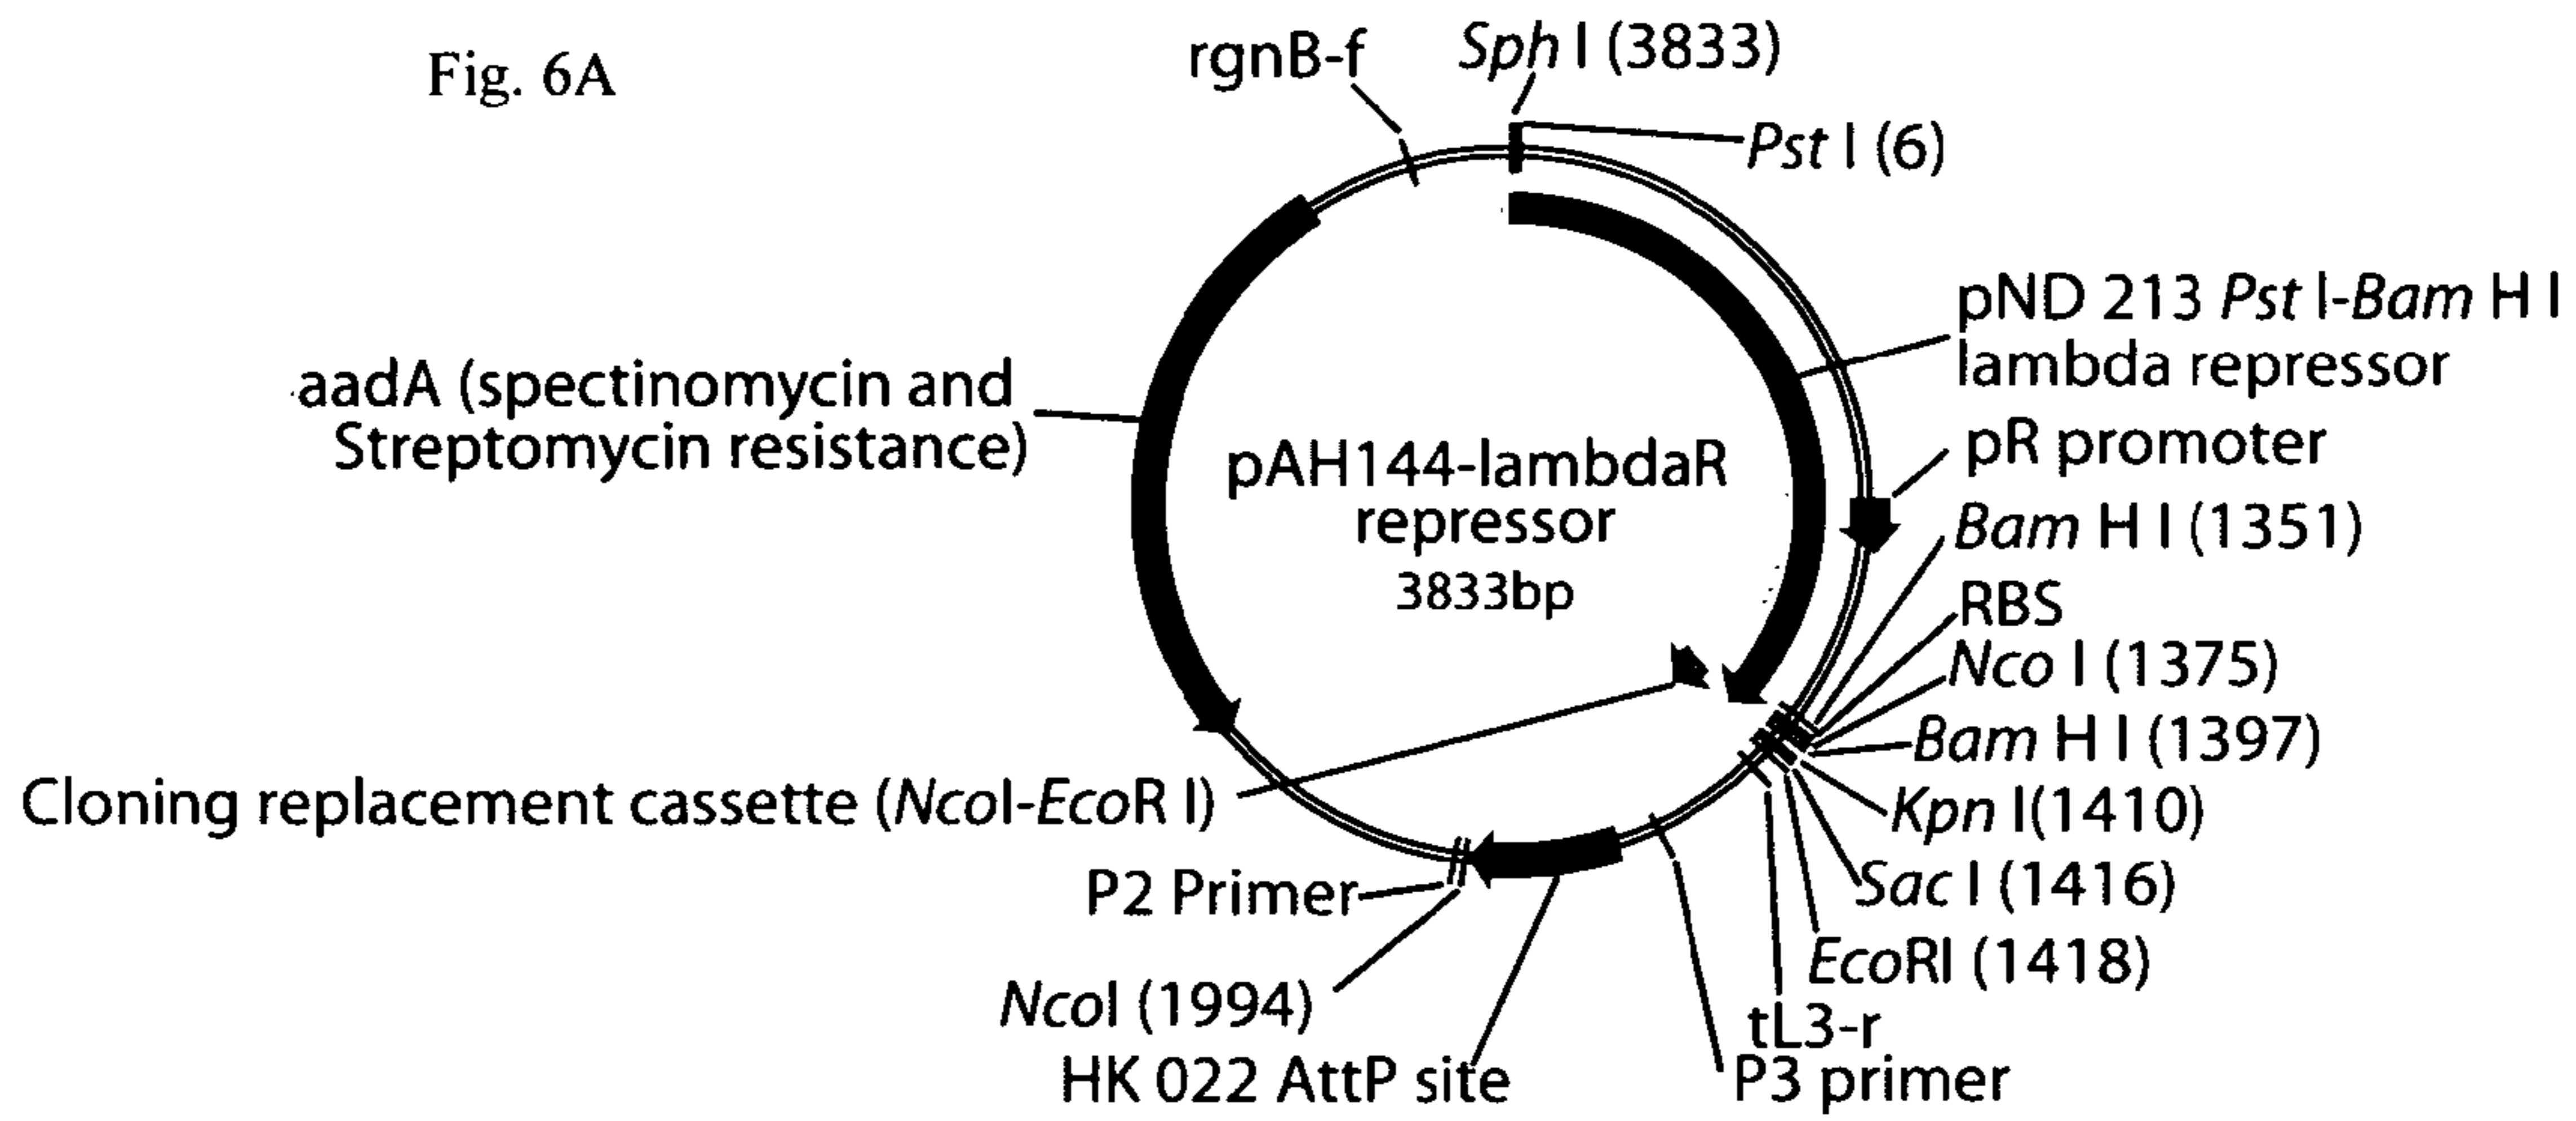 Fig. 6A
rgnB-f
Sph I (3833)
Pst I (6)
pND 213 Pst I-Bam H I
lambda repressor
aadA (spectinomycin and
Streptomycin resistance)
pR promoter
pAH144-lambdaR
repressor
3833bp
Bam H I (1351)
RBS
Nco I (1375)
Bam H I (1397)
Cloning replacement cassette (NcoI-EcoR I)
Kpn I(1410)
P2 Primer
Sac I (1416)
EcoRI (1418)
NcoI (1994)
tL3-r
HK 022 AttP site
P3 primer